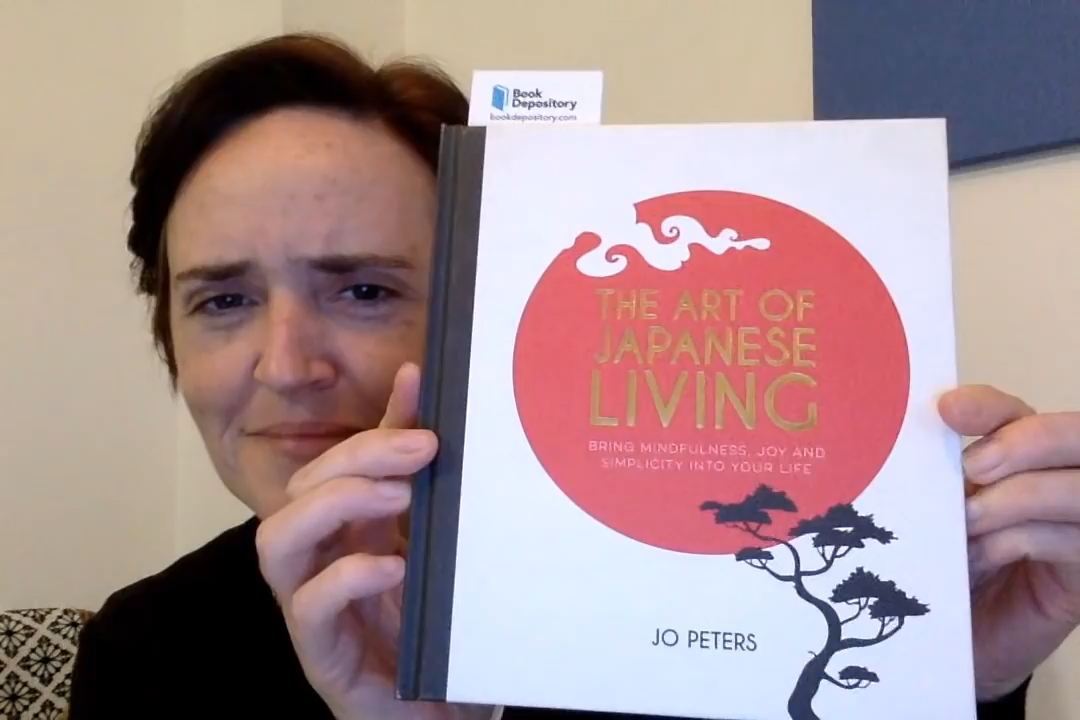 Book
Depository
bookdepository.com
THE ART OF
JAPANESE
LIVING
BRING MINDFULNESS, JOY AND
SIMPLICITY INTO YOUR LIFE
JO PETERS